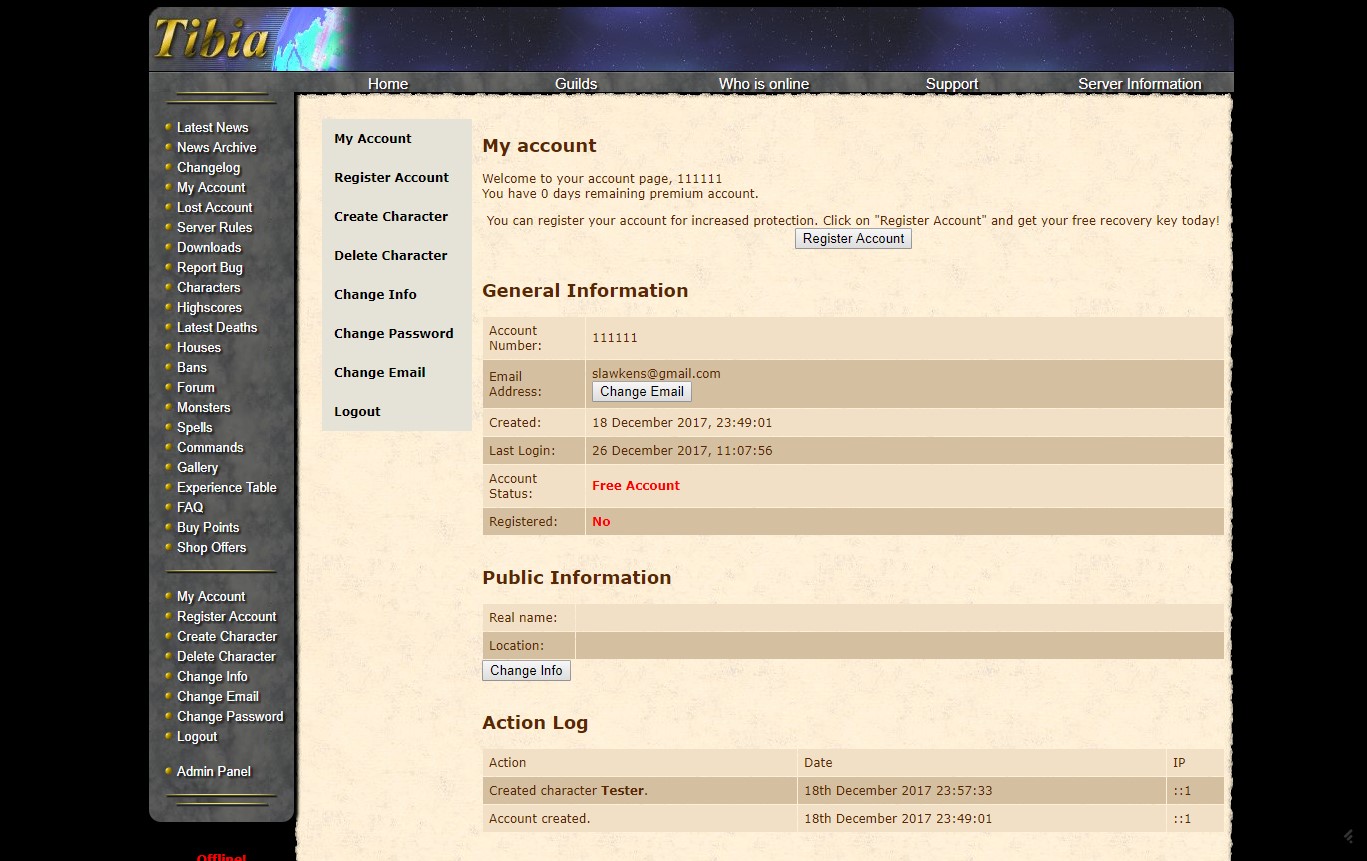 Tibia
Home Guilds Who is online Support Server Information
Latest News
News Archive
Changelog
My Account
Lost Account
Server Rules
Downloads
Report Bug
Characters
Highscores
Latest Deaths
Houses
Bans
Forum
Monsters
Spells
Commands
Gallery
Experience Table
FAQ
Buy Points
Shop Offers
My Account
Register Account
Create Character
Delete Character
Change Info
Change Email
Change Password
Logout
Admin Panel
Offline!
My Account
Register Account
Create Character
Delete Character
Change Info
Change Password
Change Email
Logout
My account
Welcome to your account page, 111111
You have 0 days remaining premium account.
You can register your account for increased protection. Click on "Register Account" and get your free recovery key today!
Register Account
General Information
Account
Number:
111111
Email
Address:
slawkens@gmail.com
Change Email
Created: 18 December 2017, 23:49:01
Last Login: 26 December 2017, 11:07:56
Account
Status:
Free Account
Registered: No
Public Information
Real name:
Location:
Change Info
Action Log
Action Date IP
Created character Tester. 18th December 2017 23:57:33 ::1
Account created. 18th December 2017 23:49:01 ::1